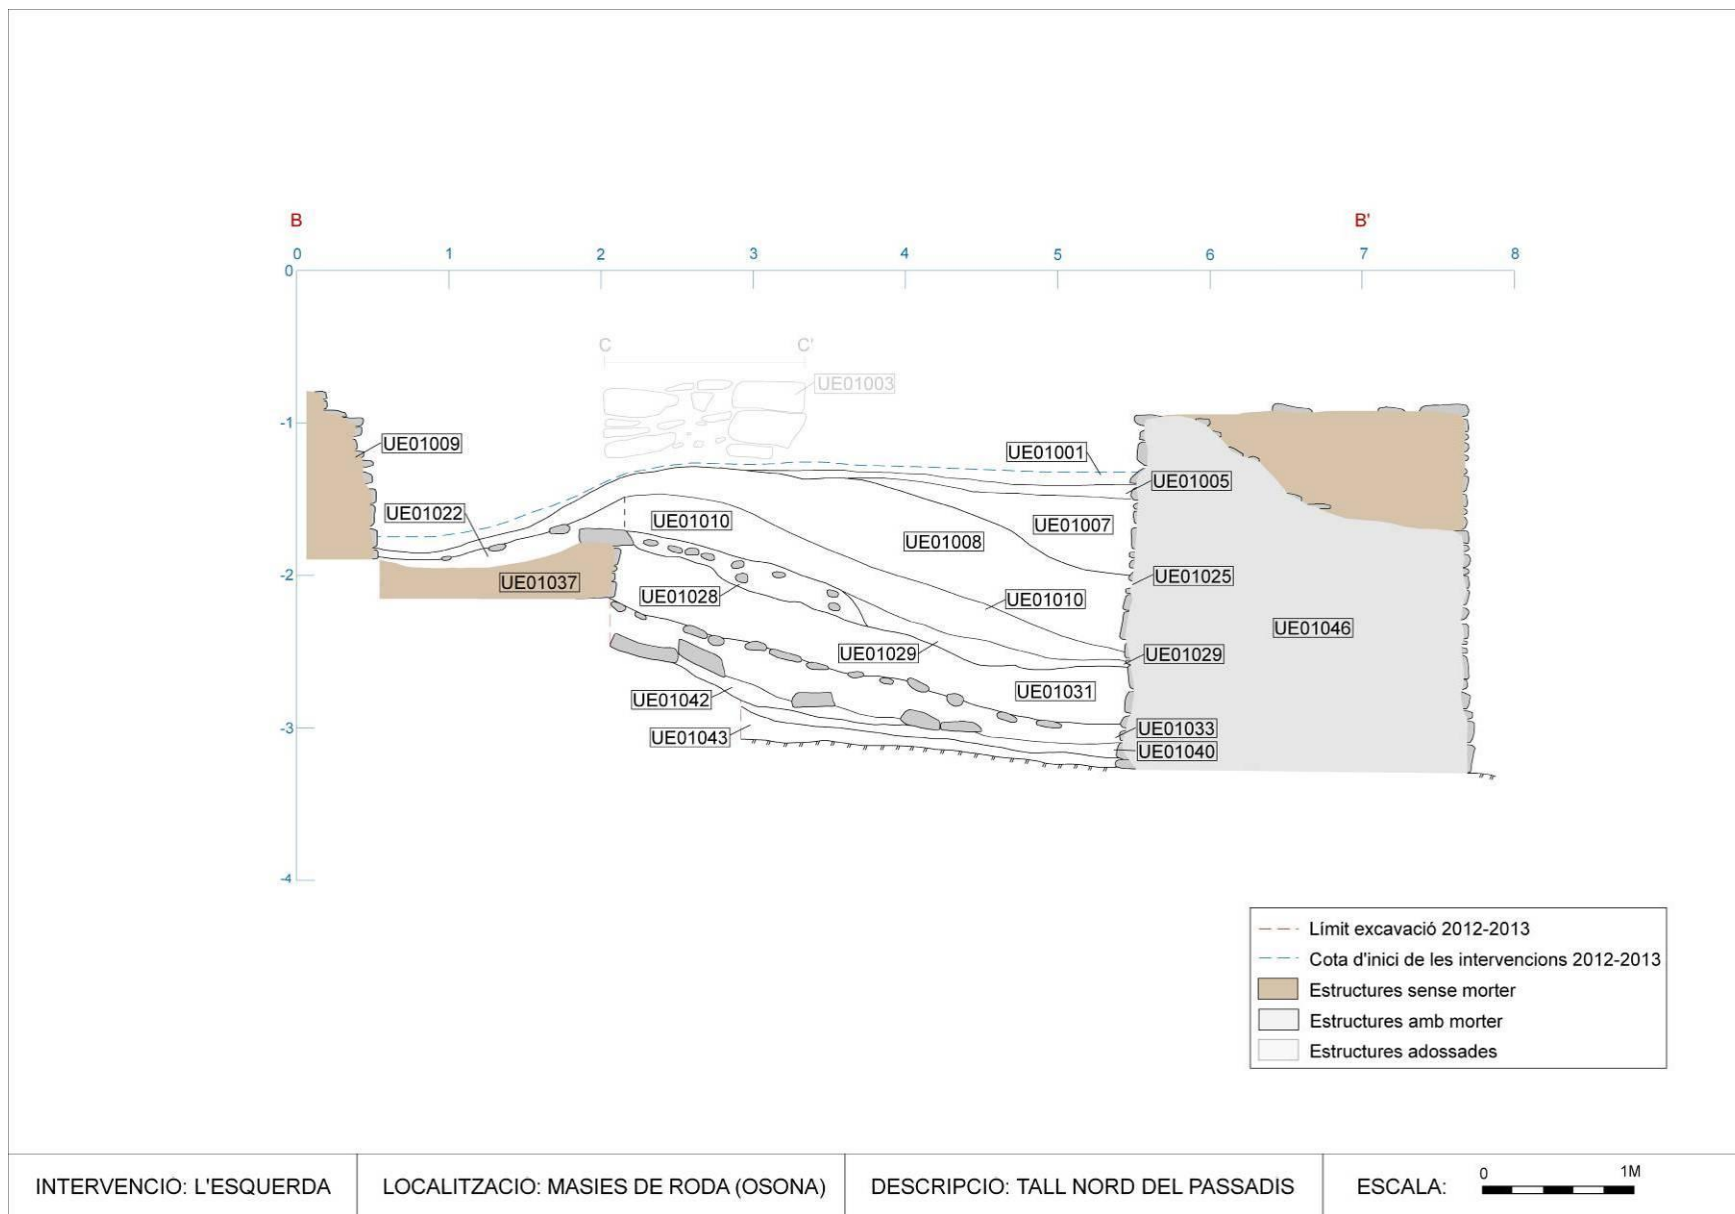 B B'
0 1 2 3 4 5 6 7 8
0
C C'
UE01003
-1
UE01009
UE01001
UE01005
UE01022
UE01010
UE01007
UE01008
-2
UE01037
UE01025
UE01028
UE01010
UE01046
UE01029
UE01029
UE01031
UE01042
-3
UE01033
UE01043
UE01040
-4
Límit excavació 2012-2013
Cota d'inici de les intervencions 2012-2013
Estructures sense morter
Estructures amb morter
Estructures adossades
INTERVENCIO: L'ESQUERDA
LOCALITZACIO: MASIES DE RODA (OSONA)
DESCRIPCIO: TALL NORD DEL PASSADIS
ESCALA: 0 1M